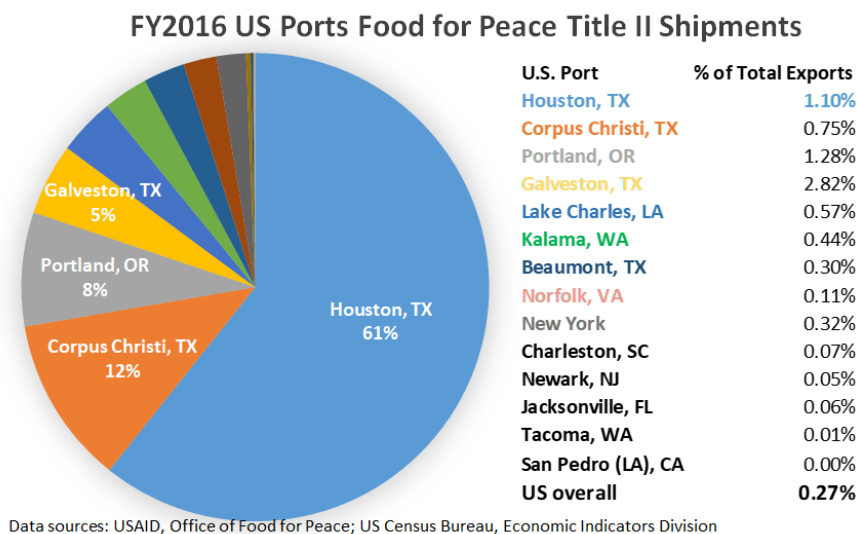 FY2016 US Ports Food for Peace Title II Shipments
U.S. Port % of Total Exports
Houston, TX 1.10%
Corpus Christi, TX 0.75%
Portland, OR 1.28%
Galveston, TX 2.82%
Lake Charles, LA 0.57%
Kalama, WA 0.44%
Beaumont, TX 0.30%
Norfolk, VA 0.11%
New York 0.32%
Charleston, SC 0.07%
Newark, NJ 0.05%
Jacksonville, FL 0.06%
Tacoma, WA 0.01%
San Pedro (LA), CA 0.00%
US overall 0.27%
Galveston, TX
5%
Portland, OR
8%
Houston, TX
61%
Corpus Christi, TX
12%
Data sources: USAID, Office of Food for Peace; US Census Bureau, Economic Indicators Division